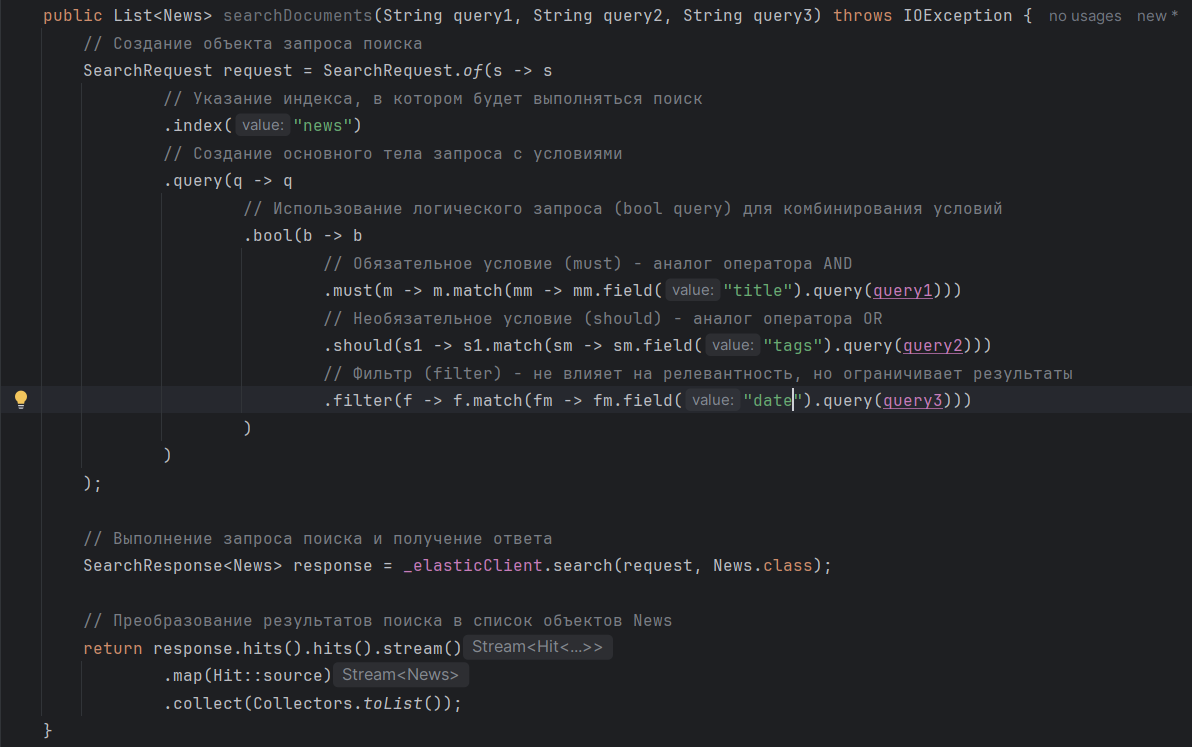 public List<News> searchDocuments(String query1, String query2, String query3) throws IOException {  no usages  new *
// Создание объекта запроса поиска
SearchRequest request = SearchRequest.of(s -> s
// Указание индекса, в котором будет выполняться поиск
.index( value: "news")
// Создание основного тела запроса с условиями
.query(q -> q
// Использование логического запроса (bool query) для комбинирования условий
.bool(b -> b
// Обязательное условие (must) - аналог оператора AND
.must(m -> m.match(mm -> mm.field( value: "title").query(query1)))
// Необязательное условие (should) - аналог оператора OR
.should(s1 -> s1.match(sm -> sm.field( value: "tags").query(query2)))
// Фильтр (filter) - не влияет на релевантность, но ограничивает результаты
.filter(f -> f.match(fm -> fm.field( value: "date").query(query3)))
)
)
);
// Выполнение запроса поиска и получение ответа
SearchResponse<News> response = _elasticClient.search(request, News.class);
// Преобразование результатов поиска в список объектов News
return response.hits().hits().stream() Stream<Hit<...>>
.map(Hit::source) Stream<News>
.collect(Collectors.toList());
}